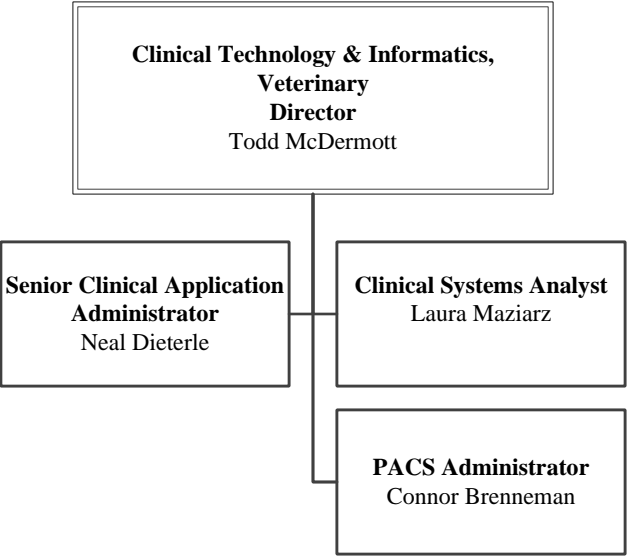 Clinical Technology & Informatics,
Veterinary
Director
Todd McDermott
Senior Clinical Application
Administrator
Neal Dieterle
Clinical Systems Analyst
Laura Maziarz
PACS Administrator
Connor Brenneman